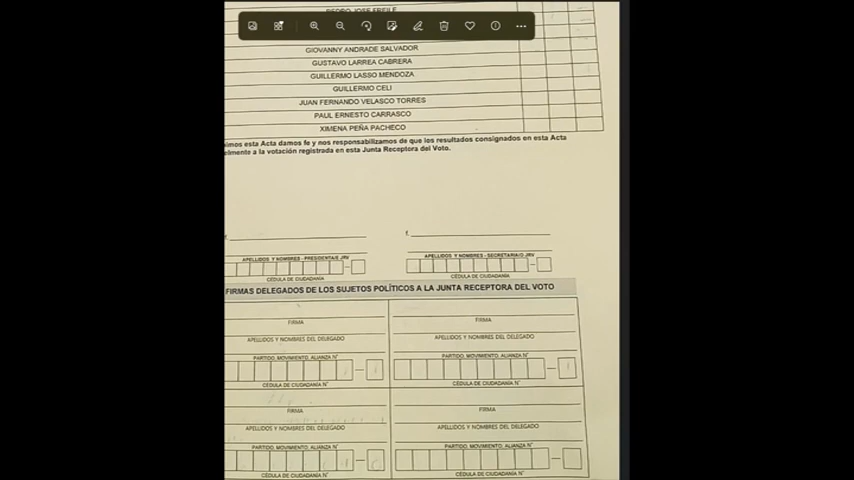 PEDRO JOSE FREILE
GIOVANNY ANDRADE SALVADOR
GUSTAVO LARREA CABRERA
GUILLERMO LASSO MENDOZA
GUILLERMO CELI
JUAN FERNANDO VELASCO TORRES
PAUL ERNESTO CARRASCO
XIMENA PEÑA PACHECO
esta Acta damos fe y nos responsabilizamos de que los resultados consignados en esta Acta
a la votación registrada en esta Junta Receptora del Voto.
f.
f.
APELLIDOS Y NOMBRES - PRESIDENTA/E JRV
APELLIDOS Y NOMBRES - SECRETARIA/O JRV
CÉDULA DE CIUDADANÍA
CÉDULA DE CIUDADANÍA
FIRMAS DELEGADOS DE LOS SUJETOS POLÍTICOS A LA JUNTA RECEPTORA DEL VOTO
FIRMA
FIRMA
APELLIDOS Y NOMBRES DEL DELEGADO
APELLIDOS Y NOMBRES DEL DELEGADO
PARTIDO, MOVIMIENTO, ALIANZA N°
PARTIDO, MOVIMIENTO, ALIANZA N°
CÉDULA DE CIUDADANÍA N°
CÉDULA DE CIUDADANÍA N°
FIRMA
FIRMA
APELLIDOS Y NOMBRES DEL DELEGADO
APELLIDOS Y NOMBRES DEL DELEGADO
PARTIDO, MOVIMIENTO, ALIANZA N°
PARTIDO, MOVIMIENTO, ALIANZA N°
CÉDULA DE CIUDADANÍA N°
CÉDULA DE CIUDADANÍA N°